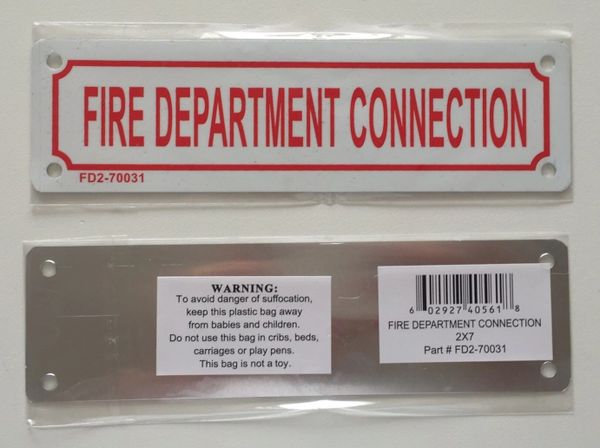 FIRE DEPARTMENT CONNECTION
FD2-70031
WARNING:
To avoid danger of suffocation,
keep this plastic bag away
from babies and children.
Do not use this bag in cribs, beds,
carriages or play pens.
This bag is not a toy.
6 02927 40561 8
FIRE DEPARTMENT CONNECTION
2X7
Part # FD2-70031